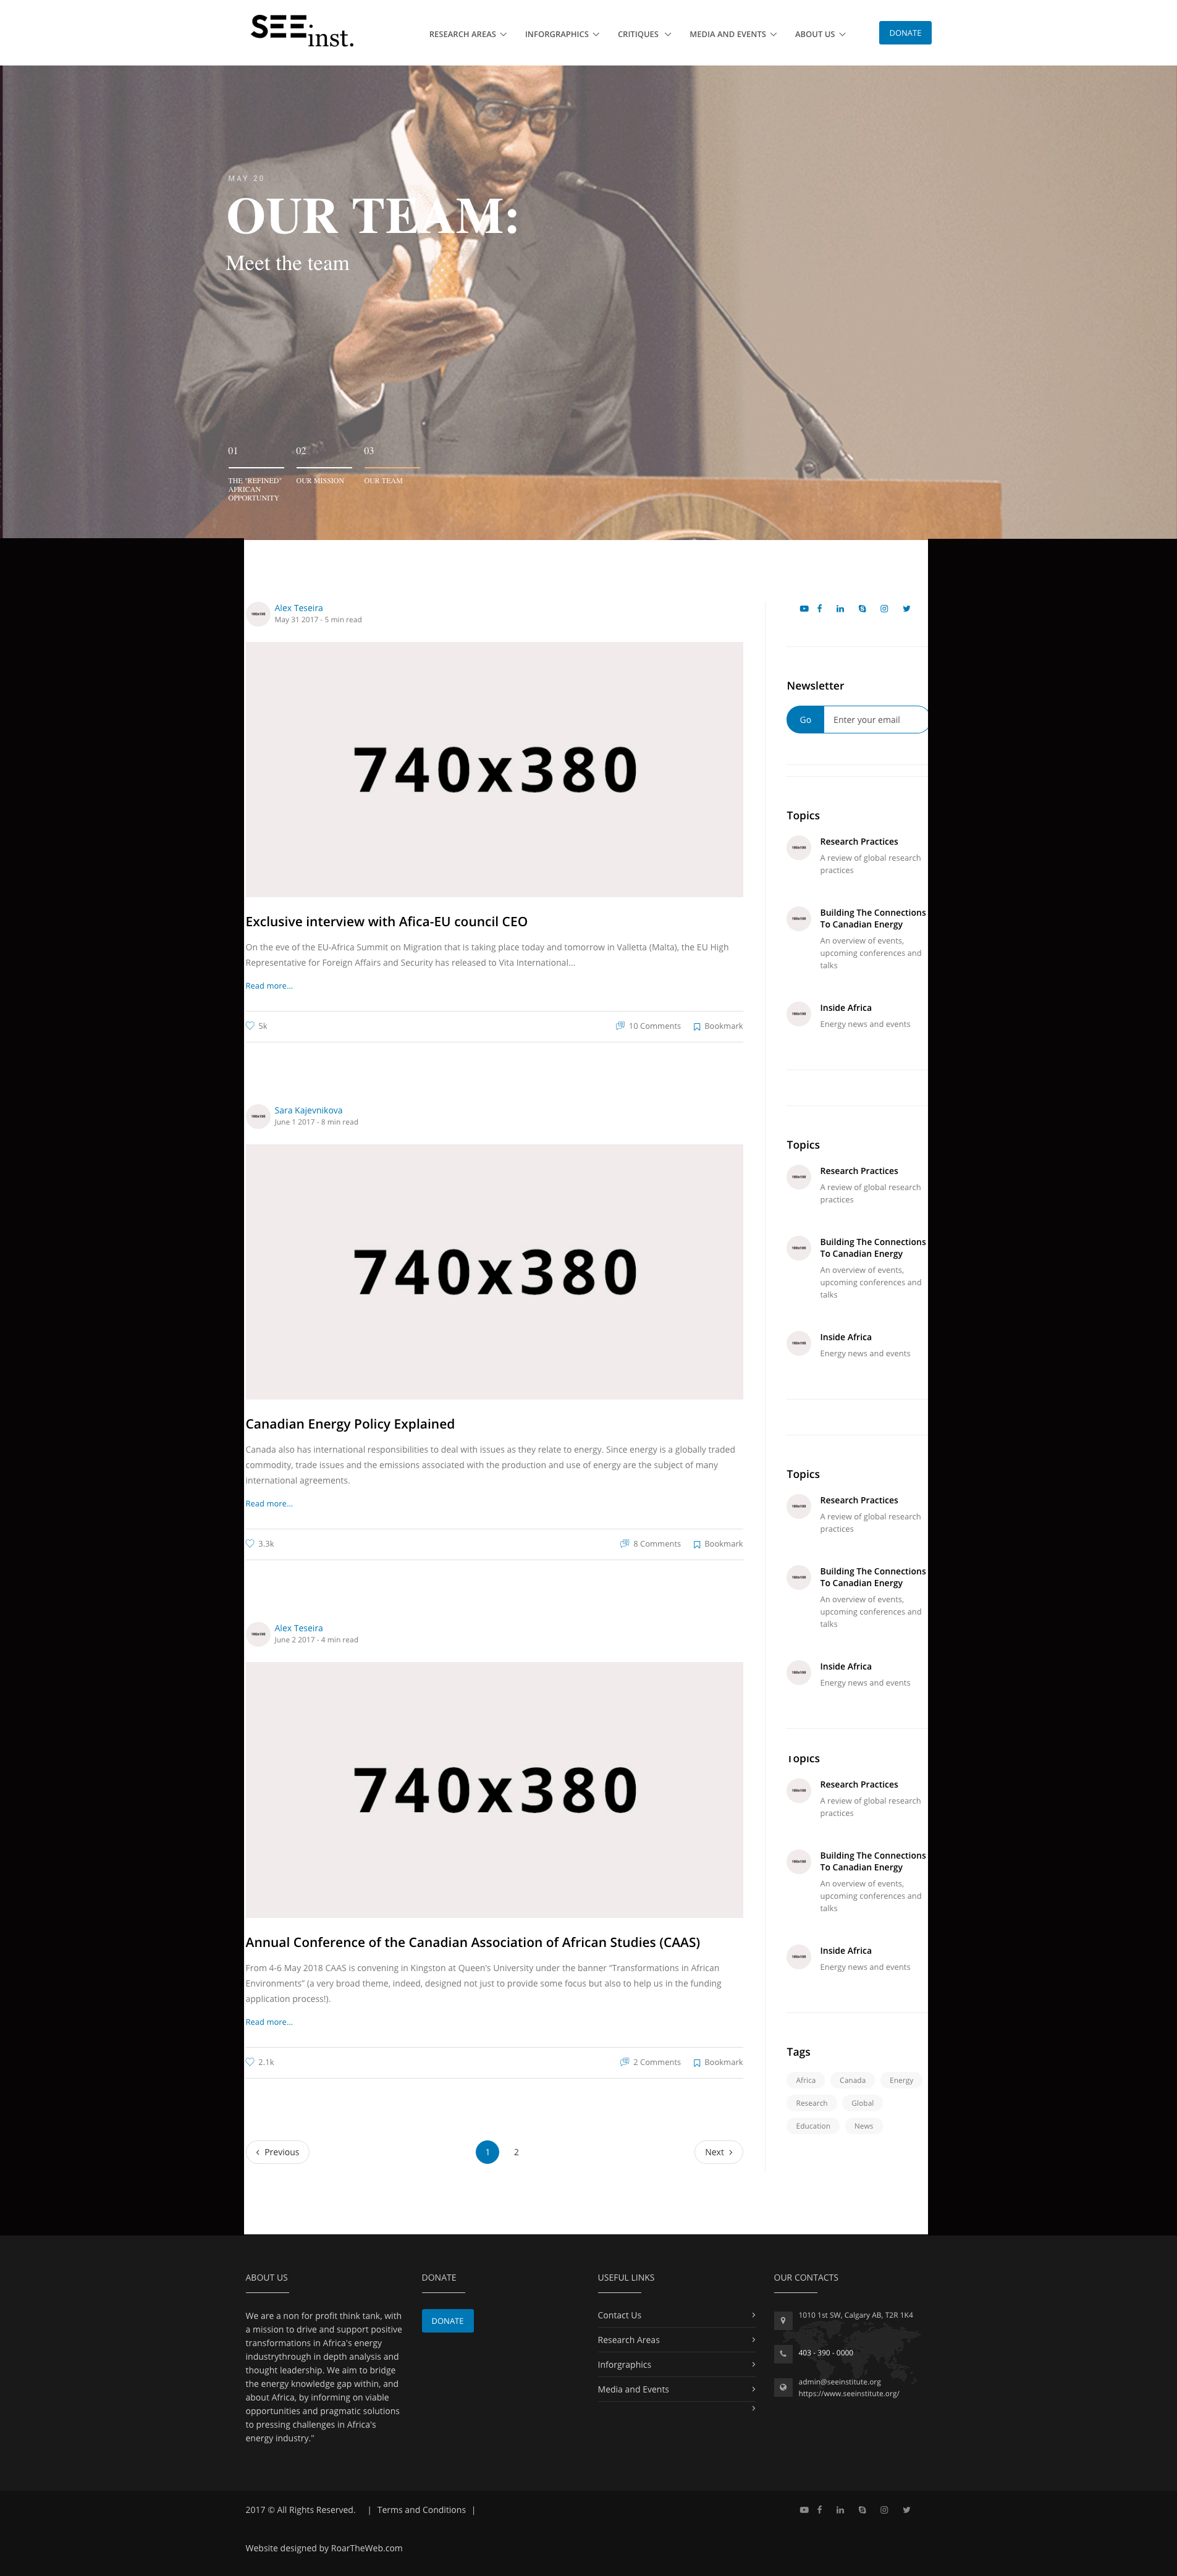 SEEinst.
RESEARCH AREAS
INFORGRAPHICS
CRITIQUES
MEDIA AND EVENTS
ABOUT US
DONATE
MAY 20
OUR TEAM:
Meet the team
01
THE "REFINED"
AFRICAN
OPPORTUNITY
02
OUR MISSION
03
OUR TEAM
Alex Teseira
May 31 2017 - 5 min read
740x380
Exclusive interview with Afica-EU council CEO
On the eve of the EU-Africa Summit on Migration that is taking place today and tomorrow in Valletta (Malta), the EU High
Representative for Foreign Affairs and Security has released to Vita International...
Read more...
5k
10 Comments
Bookmark
Sara Kajevnikova
June 1 2017 - 8 min read
740x380
Canadian Energy Policy Explained
Canada also has international responsibilities to deal with issues as they relate to energy. Since energy is a globally traded
commodity, trade issues and the emissions associated with the production and use of energy are the subject of many
international agreements.
Read more...
3.3k
8 Comments
Bookmark
Alex Teseira
June 2 2017 - 4 min read
740x380
Annual Conference of the Canadian Association of African Studies (CAAS)
From 4-6 May 2018 CAAS is convening in Kingston at Queen's University under the banner "Transformations in African
Environments" (a very broad theme, indeed, designed not just to provide some focus but also to help us in the funding
application process!).
Read more...
2.1k
2 Comments
Bookmark
Previous
1
2
Next
Newsletter
Go
Enter your email
Topics
Research Practices
A review of global research
practices
Building The Connections
To Canadian Energy
An overview of events,
upcoming conferences and
talks
Inside Africa
Energy news and events
Topics
Research Practices
A review of global research
practices
Building The Connections
To Canadian Energy
An overview of events,
upcoming conferences and
talks
Inside Africa
Energy news and events
Topics
Research Practices
A review of global research
practices
Building The Connections
To Canadian Energy
An overview of events,
upcoming conferences and
talks
Inside Africa
Energy news and events
Topics
Research Practices
A review of global research
practices
Building The Connections
To Canadian Energy
An overview of events,
upcoming conferences and
talks
Inside Africa
Energy news and events
Tags
Africa
Canada
Energy
Research
Global
Education
News
ABOUT US
We are a non for profit think tank, with
a mission to drive and support positive
transformations in Africa's energy
industrythrough in depth analysis and
thought leadership. We aim to bridge
the energy knowledge gap within, and
about Africa, by informing on viable
opportunities and pragmatic solutions
to pressing challenges in Africa's
energy industry."
DONATE
DONATE
USEFUL LINKS
Contact Us
Research Areas
Inforgraphics
Media and Events
OUR CONTACTS
1010 1st SW, Calgary AB, T2R 1K4
403 - 390 - 0000
admin@seeinstitute.org
https://www.seeinstitute.org/
2017 © All Rights Reserved. | Terms and Conditions |
Website designed by RoarTheWeb.com